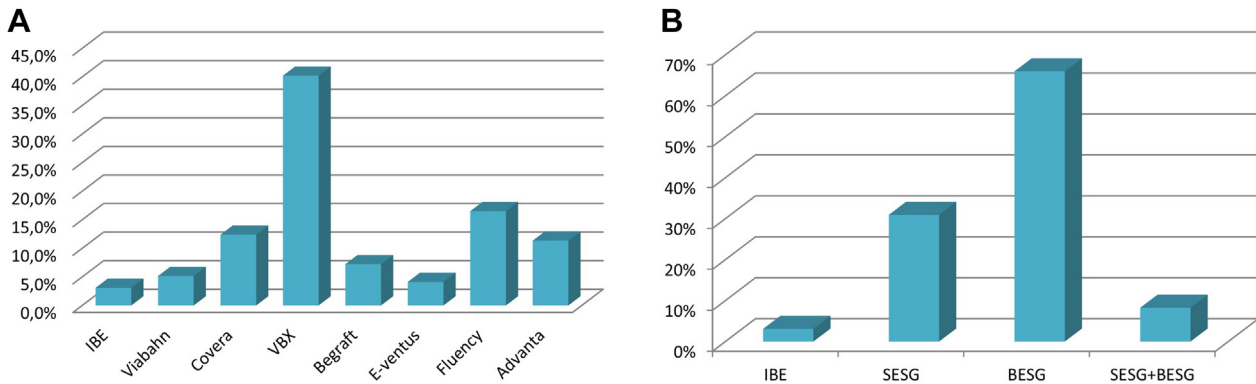 A
45,0%
40,0%
35,0%
30,0%
25,0%
20,0%
15,0%
10,0%
5,0%
0,0%
IBE
Viabahn
Covera
VBX
Begraft
E-ventus
Fluency
Advanta
B
70%
60%
50%
40%
30%
20%
10%
0%
IBE
SESG
BESG
SESG+BESG